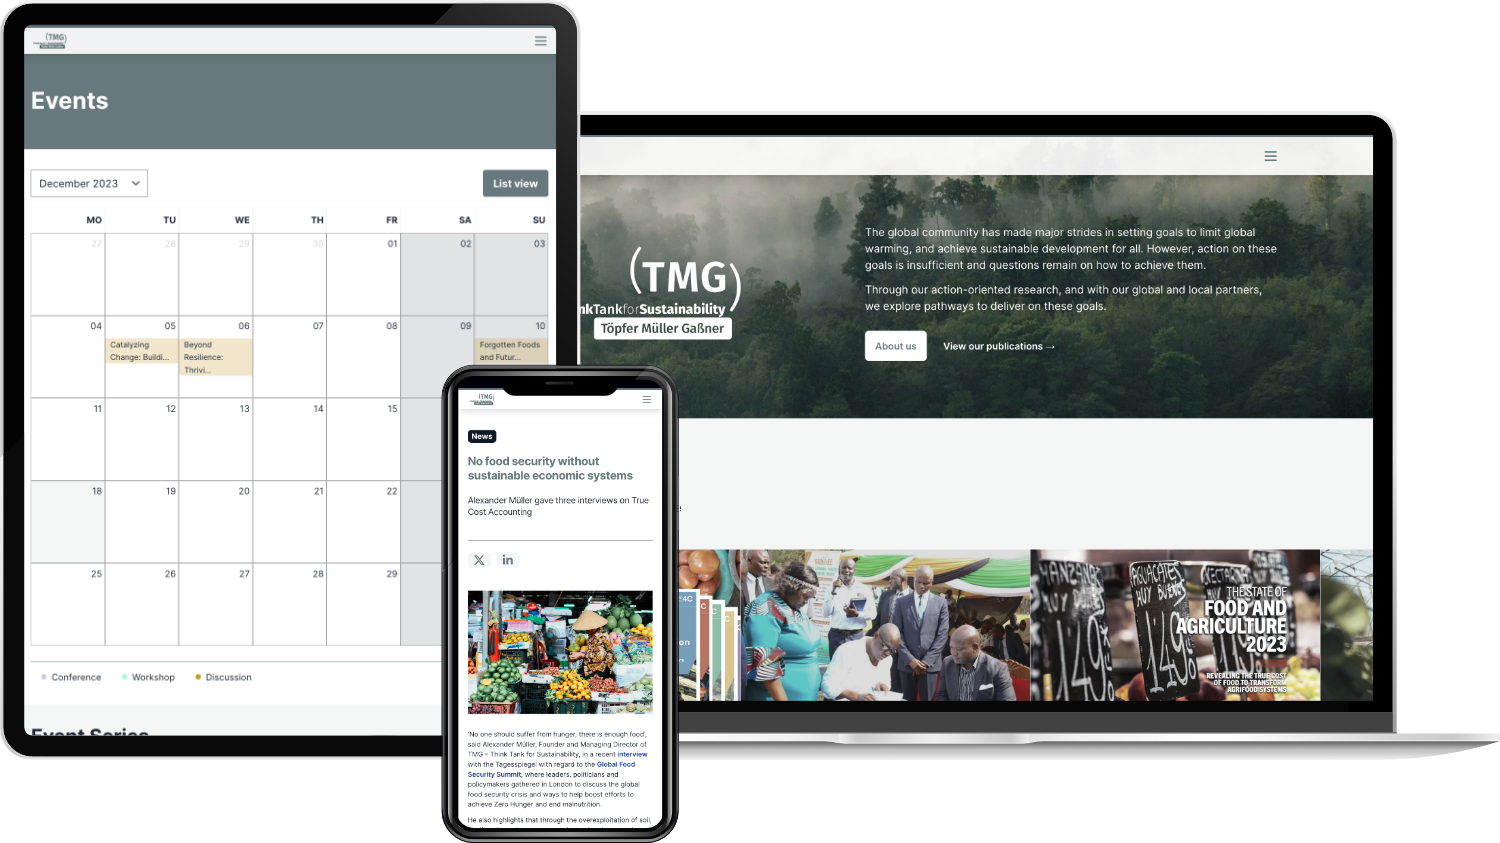 (TMG)
Events
December 2023
List view
MO TU WE TH FR SA SU
27 28 29 30 01 02 03
04 05 06 07 08 09 10
Catalyzing
Change: Buildi...
Beyond
Resilience:
Thrivi...
Forgotten Foods
and Futur...
11 12 13 14 15
18 19 20 21 22
25 26 27 28 29
Conference Workshop Discussion
Event Series
(TMG)
News
No food security without
sustainable economic systems
Alexander Müller gave three interviews on True
Cost Accounting
'No one should suffer from hunger, there is enough food',
said Alexander Müller, Founder and Managing Director of
TMG – Think Tank for Sustainability, in a recent interview
with the Tagesspiegel with regard to the Global Food
Security Summit, where leaders, politicians and
policymakers gathered in London to discuss the global
food security crisis and ways to help boost efforts to
achieve Zero Hunger and end malnutrition.
He also highlights that through the overexploitation of soil,
(TMG)
nkTankforSustainability
Töpfer Müller Gaßner
The global community has made major strides in setting goals to limit global
warming, and achieve sustainable development for all. However, action on these
goals is insufficient and questions remain on how to achieve them.
Through our action-oriented research, and with our global and local partners,
we explore pathways to deliver on these goals.
About us
View our publications →
THE STATE OF
FOOD AND
AGRICULTURE
2023
REVEALING THE TRUE COST
OF FOOD TO TRANSFORM
AGRIFOOD SYSTEMS